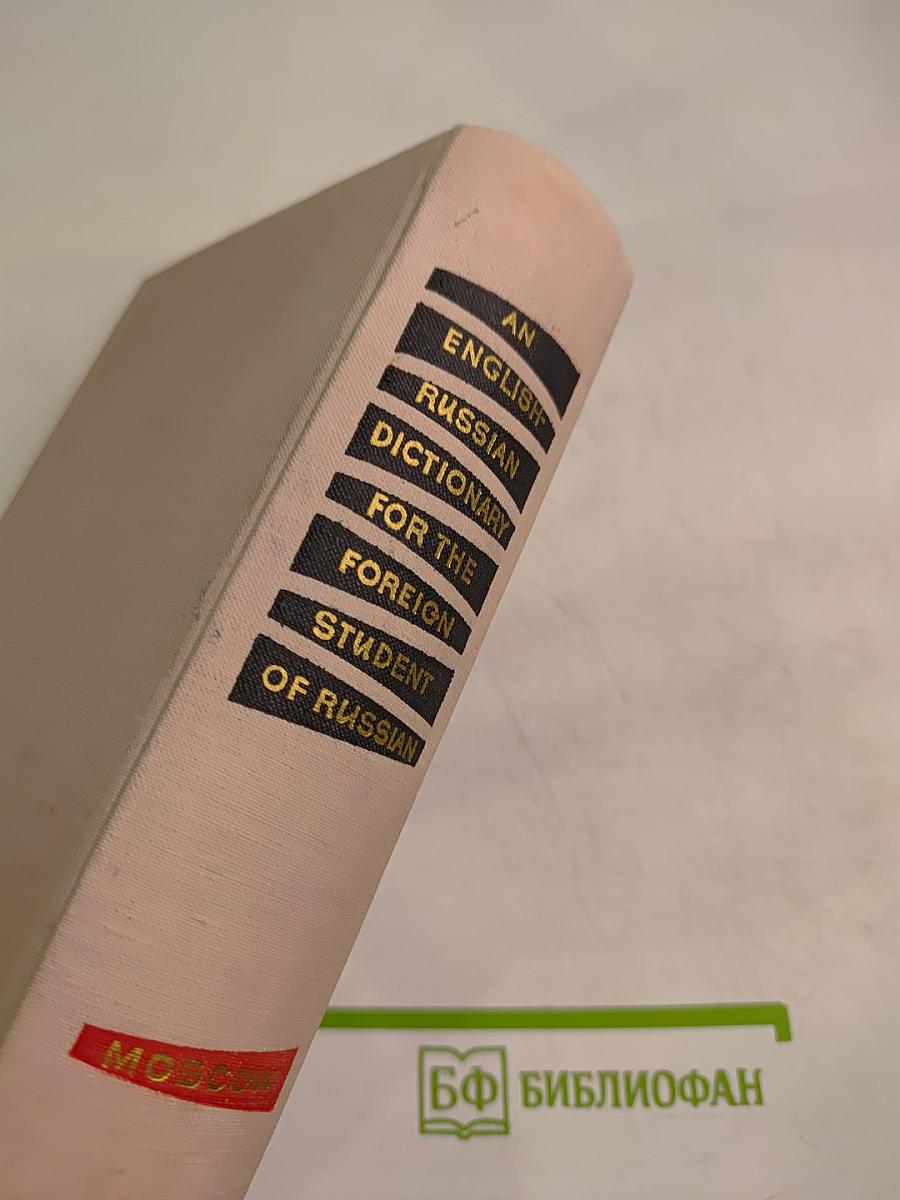 AN
ENGLISH-
RUSSIAN
DICTIONARY
FOR THE
FOREIGN
STUDENT
OF RUSSIAN
MOSCOW
БФ БИБЛИОФАН